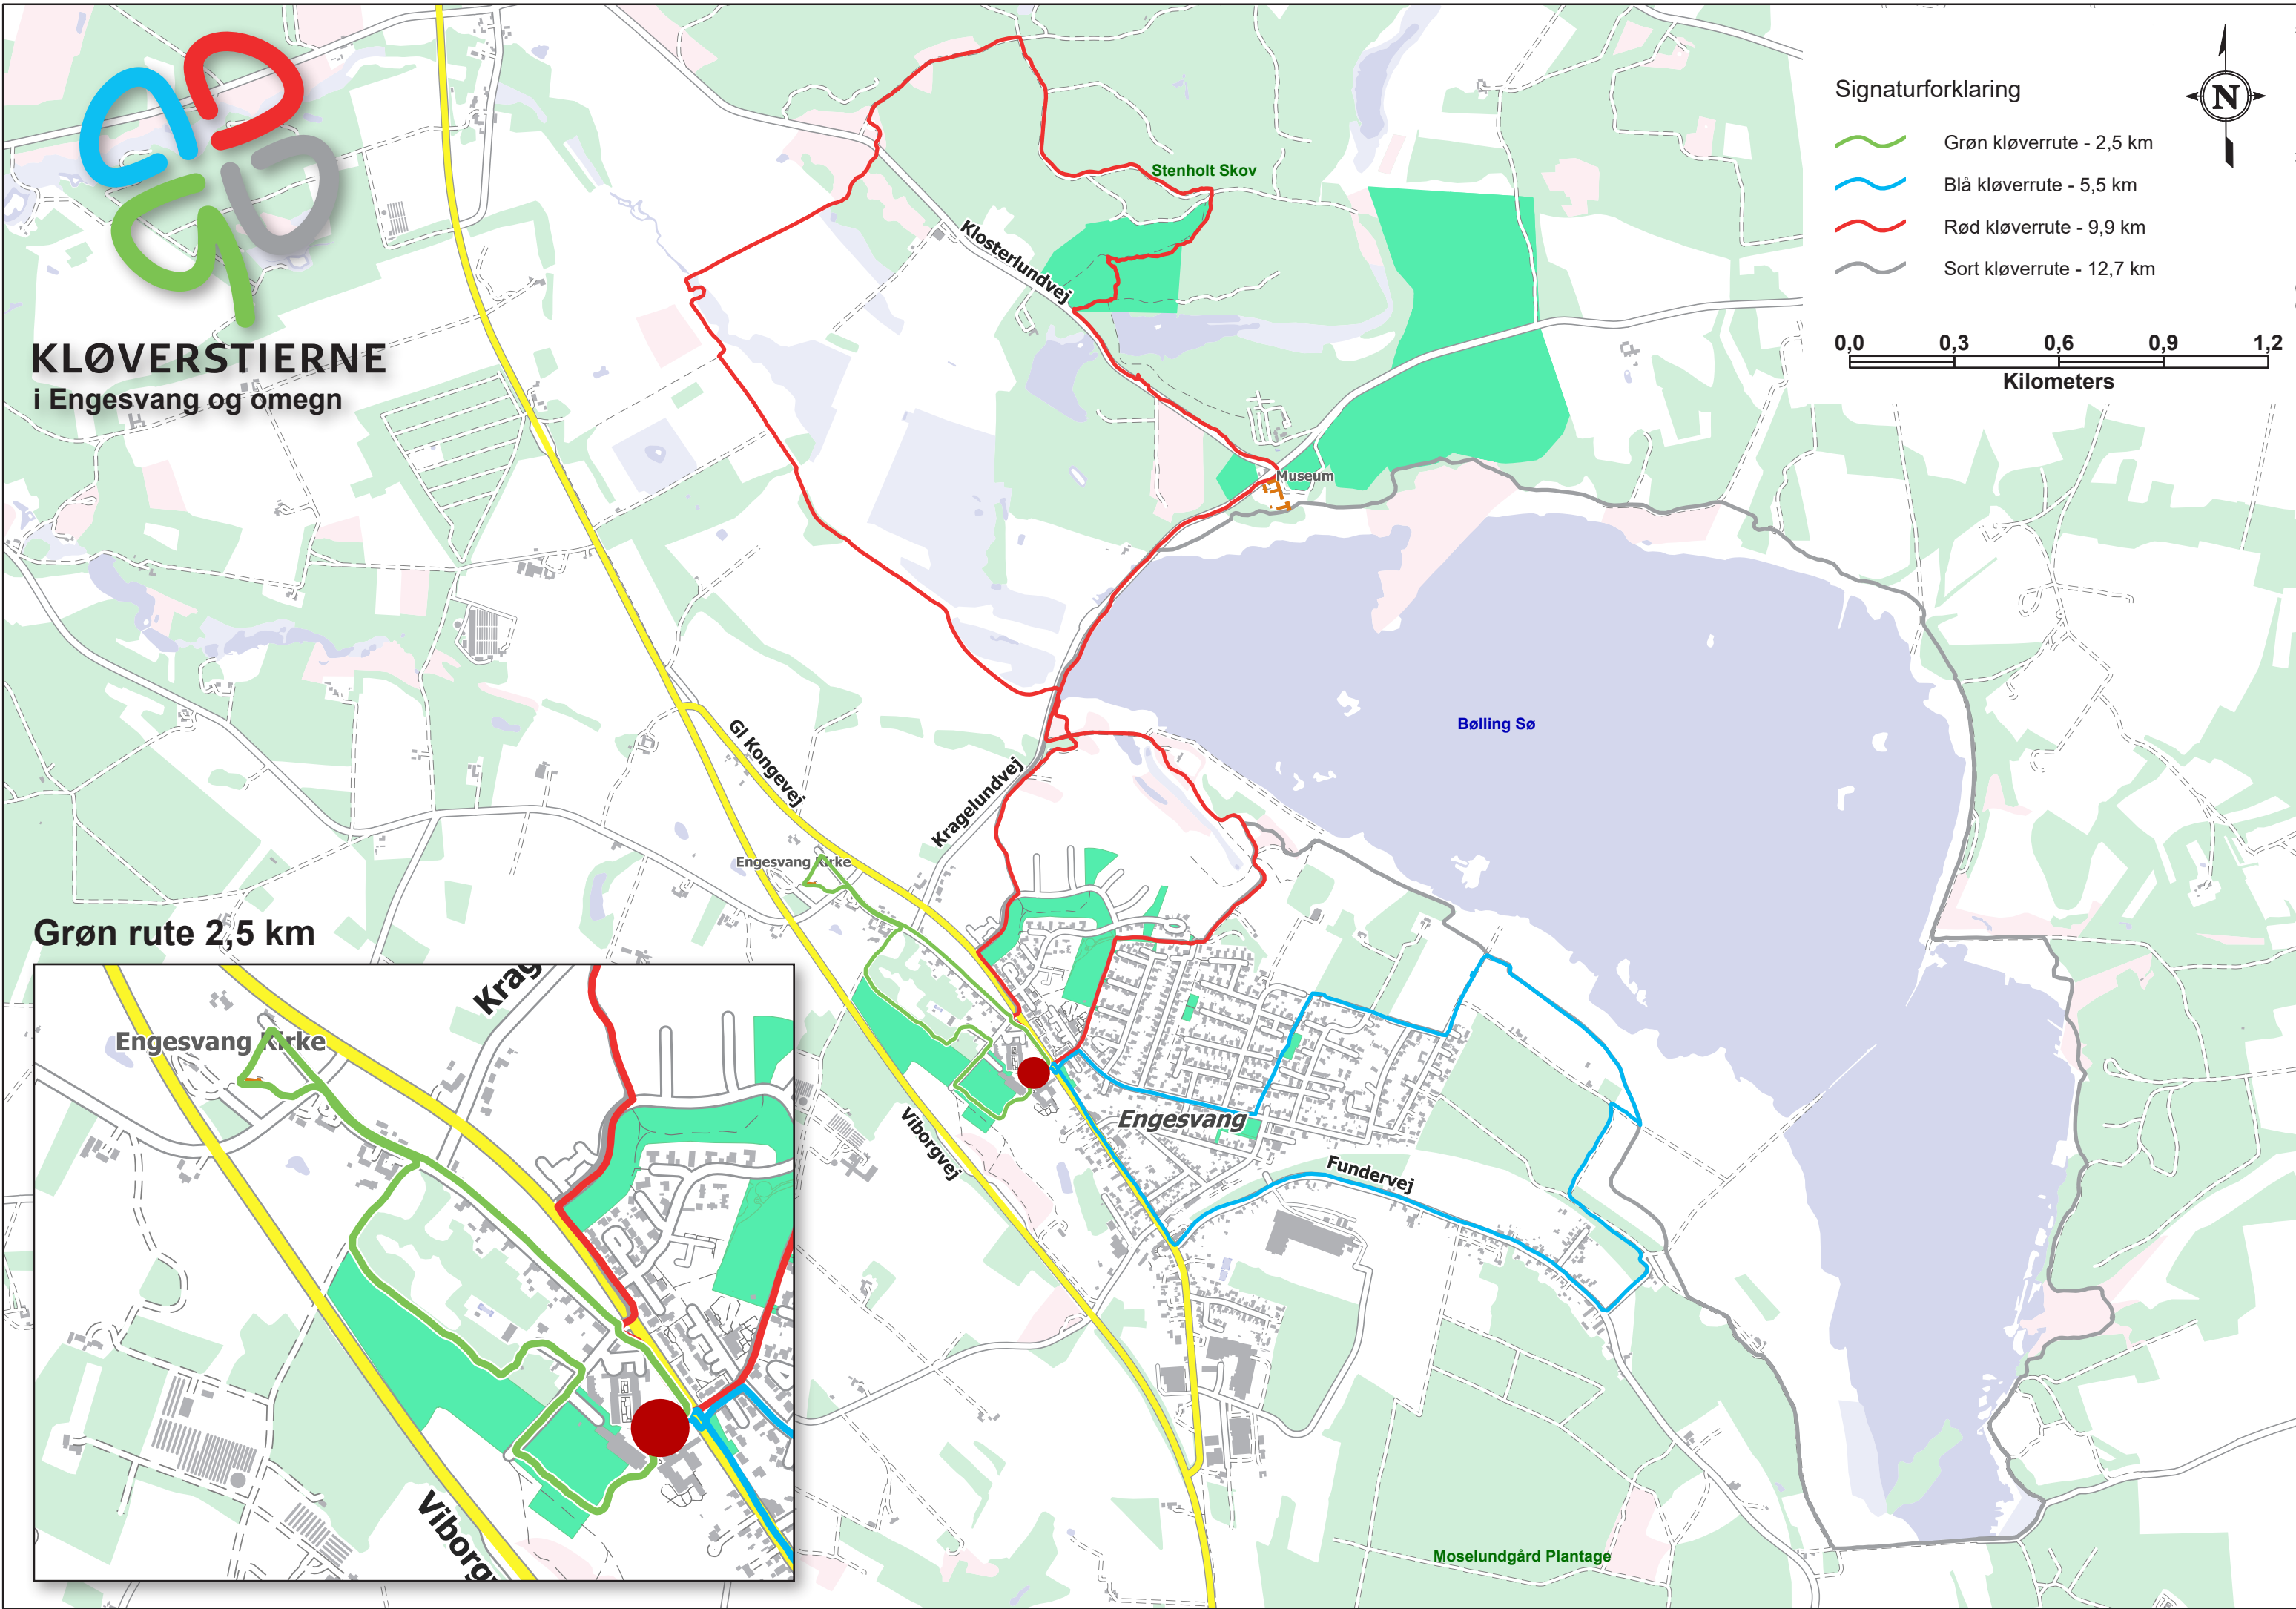 KLØVERSTIERNE
i Engesvang og omegn
Signaturforklaring
N
Grøn kløverrute - 2,5 km
Blå kløverrute - 5,5 km
Rød kløverrute - 9,9 km
Sort kløverrute - 12,7 km
0,0 0,3 0,6 0,9 1,2
Kilometers
Stenholt Skov
Klosterlundvej
Museum
Bølling Sø
Gl Kongevej
Kragelundvej
Engesvang Kirke
Viborgvej
Engesvang
Fundervej
Moselundgård Plantage
Grøn rute 2,5 km
Krag
Engesvang Kirke
Viborgv